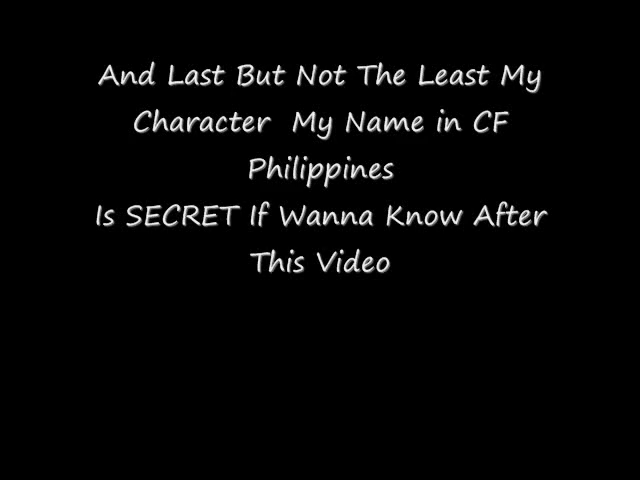 And Last But Not The Least My
Character  My Name in CF
Philippines
Is SECRET If Wanna Know After
This Video